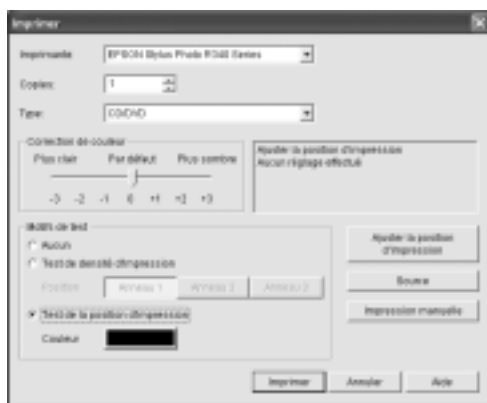 Imprimer
Imprimante EPSON Stylus Photo R340 Series
Copies: 1
Type: CD/DVD
Correction de couleur
Plus clair Par défaut Plus sombre
-3 -2 -1 0 +1 +2 +3
Ajuster la position d'impression
Aucun réglage effectué
Motifs de test
Aucun
Test de densité d'impression
Position Anneau 1 Anneau 2 Anneau 3
Test de la position d'impression
Couleur
Ajuster la position
d'impression
Source
Impression manuelle
Imprimer Annuler Aide